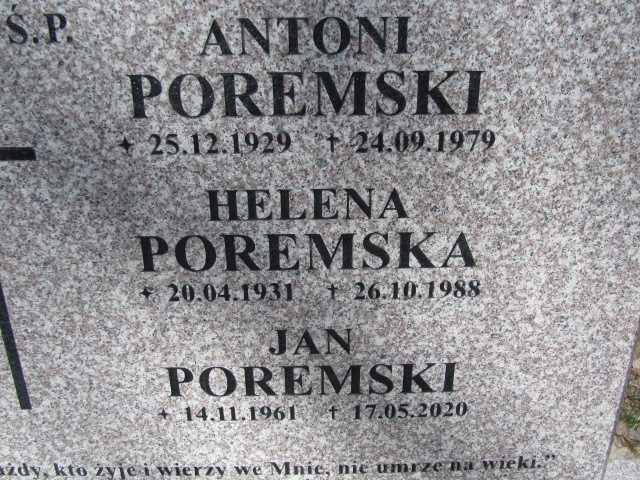 Ś.P. ANTONI
POREMSKI
✦ 25.12.1929 † 24.09.1979
HELENA
POREMSKA
✦ 20.04.1931 † 26.10.1988
JAN
POREMSKI
✦ 14.11.1961 † 17.05.2020
kto żyje i wierzy we Mnie, nie umrze na wieki."